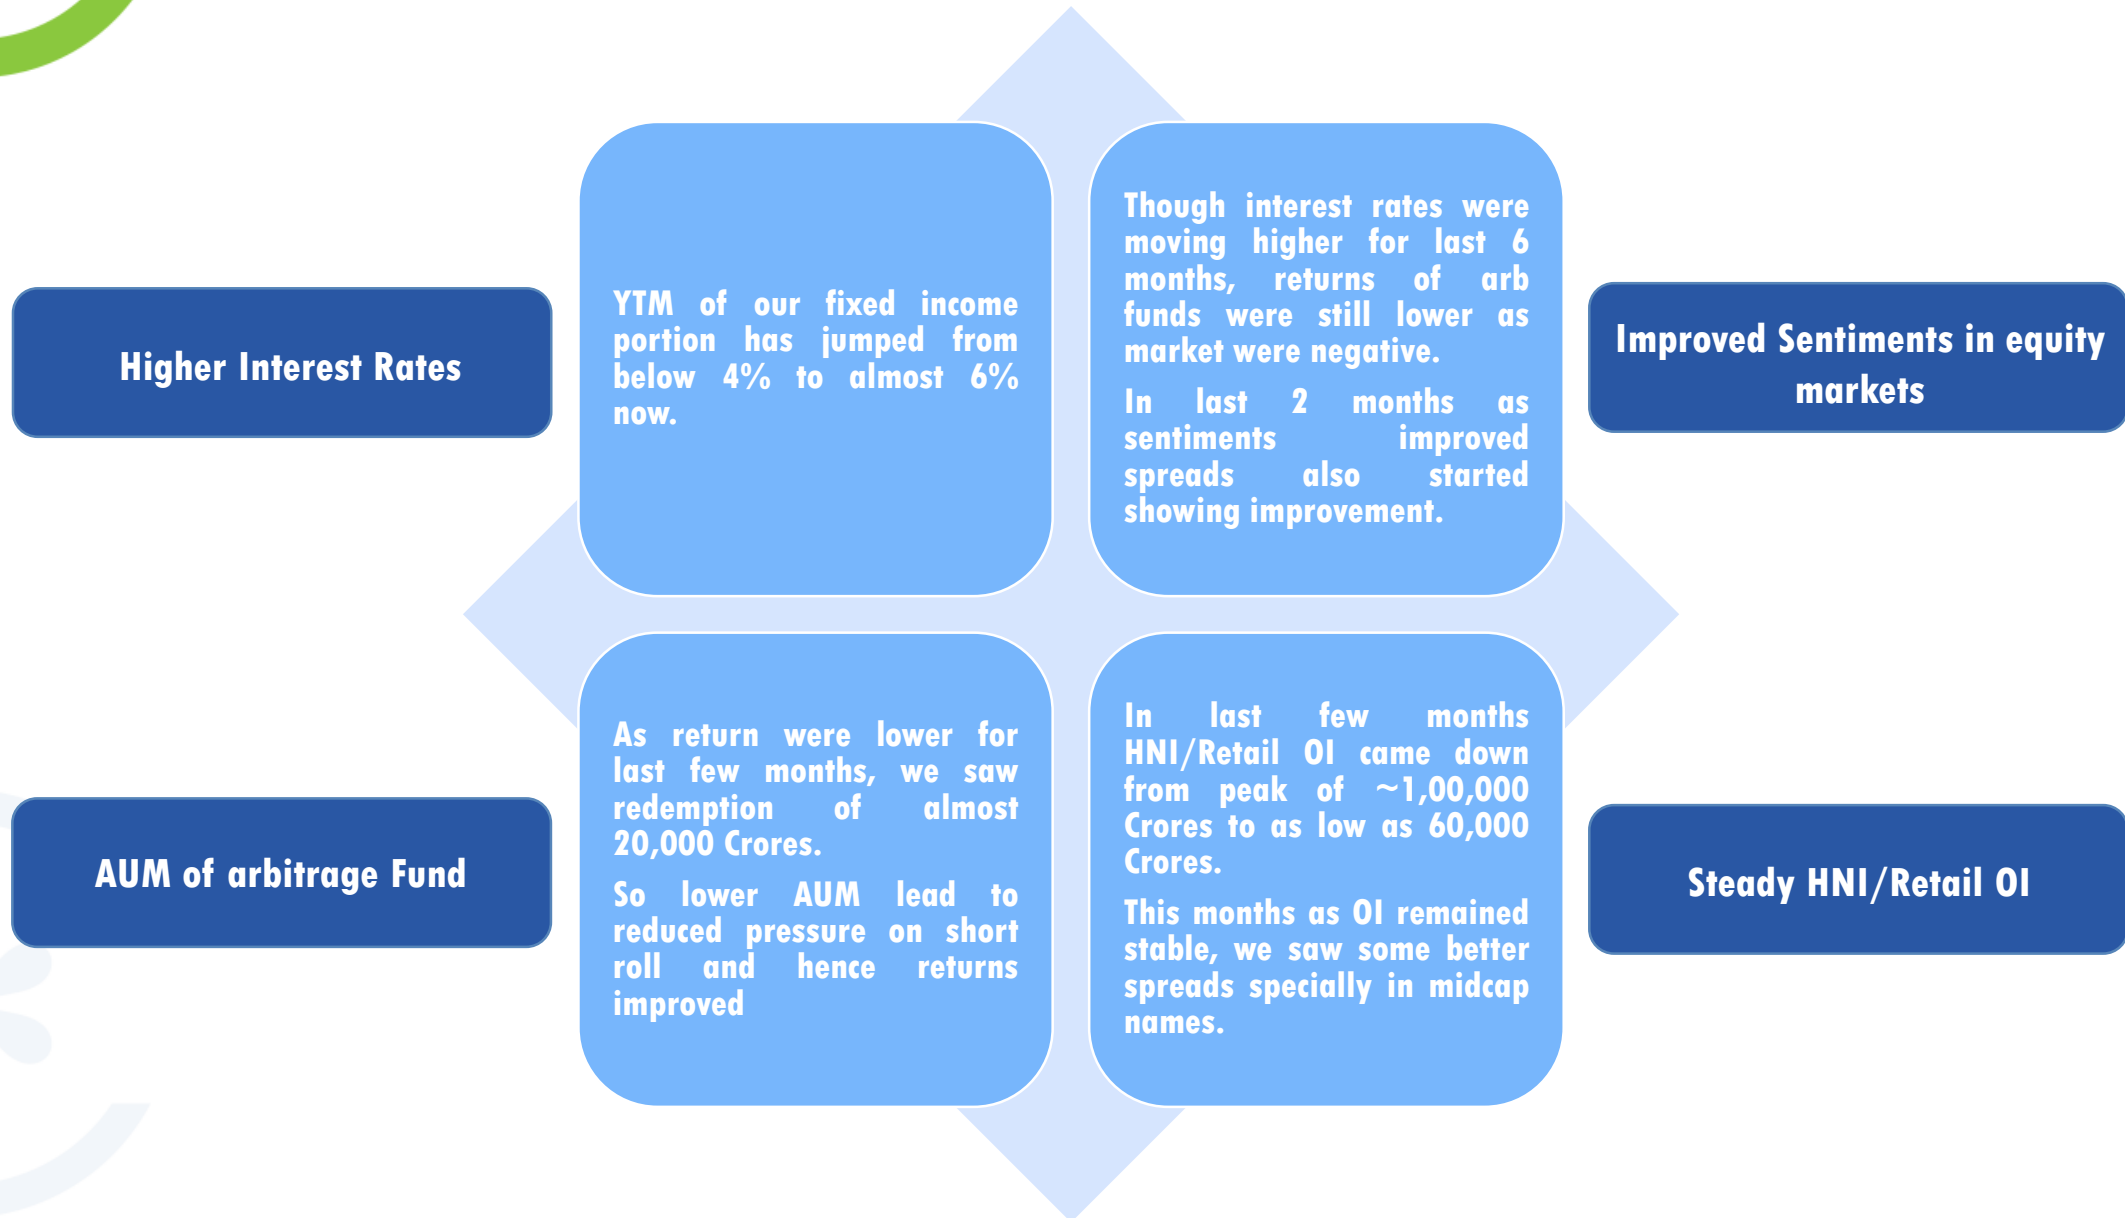 Higher Interest Rates
YTM of our fixed income
portion has jumped from
below 4% to almost 6%
now.
Though interest rates were
moving higher for last 6
months, returns of arb
funds were still lower as
market were negative.
In last 2 months as
sentiments improved
spreads also started
showing improvement.
Improved Sentiments in equity
markets
AUM of arbitrage Fund
As return were lower for
last few months, we saw
redemption of almost
20,000 Crores.
So lower AUM lead to
reduced pressure on short
roll and hence returns
improved
In last few months
HNI/Retail OI came down
from peak of ~1,00,000
Crores to as low as 60,000
Crores.
This months as OI remained
stable, we saw some better
spreads specially in midcap
names.
Steady HNI/Retail OI